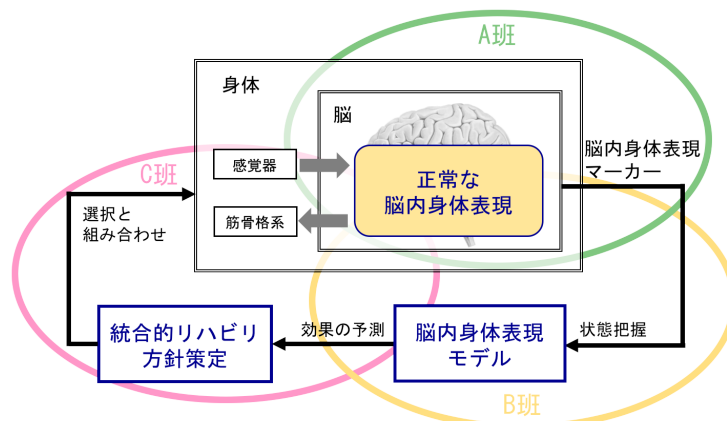 A班
身体
脳
感覚器
筋骨格系
正常な
脳内身体表現
脳内身体表現
マーカー
C班
選択と
組み合わせ
統合的リハビリ
方針策定
効果の予測
脳内身体表現
モデル
状態把握
B班